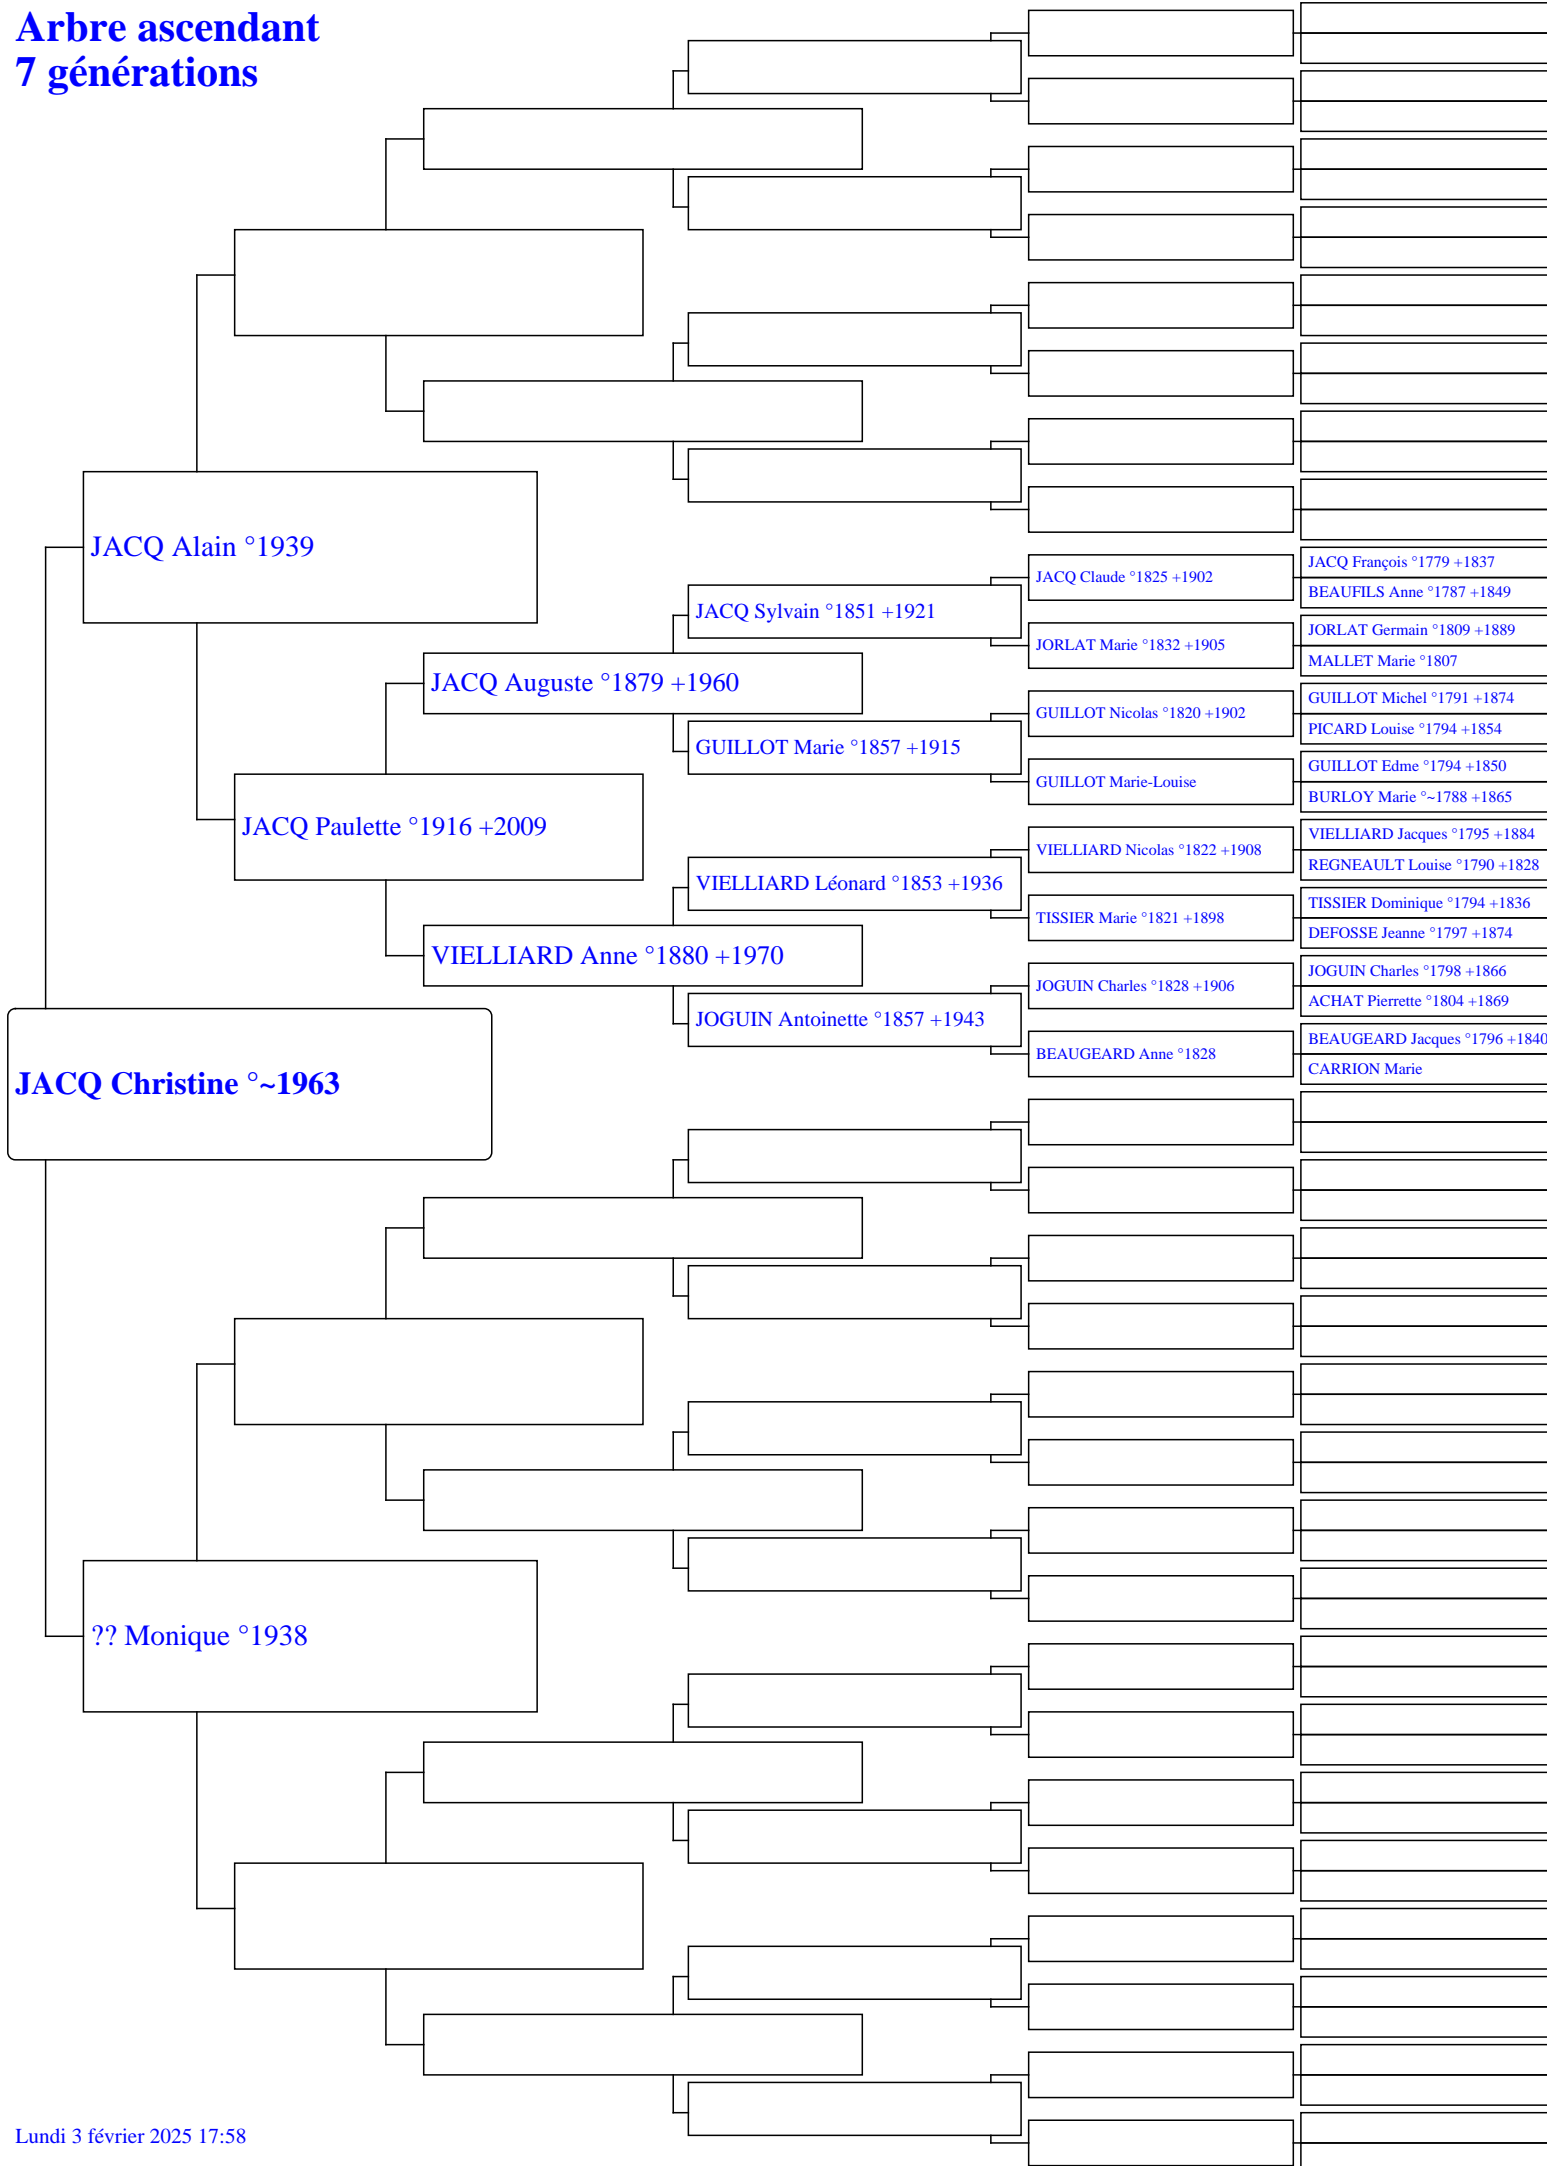 Arbre ascendant
7 générations
JACQ Alain °1939
JACQ François °1779 +1837
JACQ Claude °1825 +1902
BEAUFILS Anne °1787 +1849
JACQ Sylvain °1851 +1921
JORLAT Germain °1809 +1889
JORLAT Marie °1832 +1905
MALLET Marie °1807
JACQ Auguste °1879 +1960
GUILLOT Michel °1791 +1874
GUILLOT Nicolas °1820 +1902
PICARD Louise °1794 +1854
GUILLOT Marie °1857 +1915
GUILLOT Edme °1794 +1850
GUILLOT Marie-Louise
BURLOY Marie °~1788 +1865
JACQ Paulette °1916 +2009
VIELLIARD Jacques °1795 +1884
VIELLIARD Nicolas °1822 +1908
REGNEAULT Louise °1790 +1828
VIELLIARD Léonard °1853 +1936
TISSIER Dominique °1794 +1836
TISSIER Marie °1821 +1898
DEFOSSE Jeanne °1797 +1874
VIELLIARD Anne °1880 +1970
JOGUIN Charles °1798 +1866
JOGUIN Charles °1828 +1906
ACHAT Pierrette °1804 +1869
JOGUIN Antoinette °1857 +1943
BEAUGEARD Jacques °1796 +1840
BEAUGEARD Anne °1828
CARRION Marie
JACQ Christine °~1963
?? Monique °1938
Lundi 3 février 2025 17:58